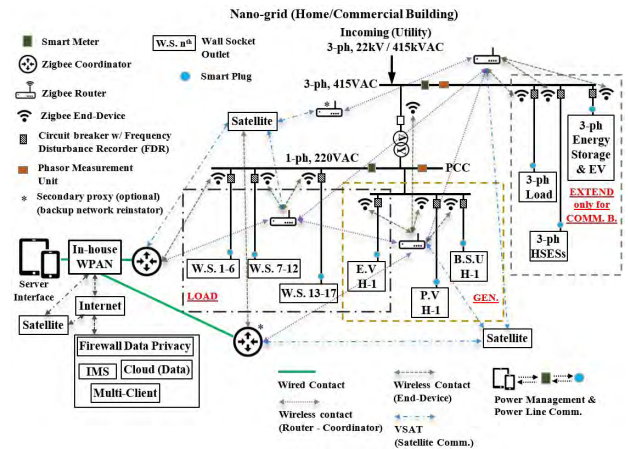 Nano-grid (Home/Commercial Building)
Incoming (Utility)
3-ph, 22kV / 415kVAC
Smart Meter
Zigbee Coordinator
Zigbee Router
Zigbee End-Device
Circuit breaker w/ Frequency
Disturbance Recorder (FDR)
Phasor Measurement
Unit
* Secondary proxy (optional)
(backup network reinstator)
W.S. nth
Wall Socket
Outlet
Smart Plug
3-ph, 415VAC
*
Satellite
Δ
Y
1-ph, 220VAC
PCC
3-ph
Load
3-ph
HSESs
3-ph
Energy
Storage
& EV
EXTEND
only for
COMM. B.
W.S. 1-6
W.S. 7-12
W.S. 13-17
LOAD
E.V
H-1
P.V
H-1
B.S.U
H-1
GEN.
Server
Interface
In-house
WPAN
Satellite
Internet
Firewall Data Privacy
IMS
Cloud (Data)
Multi-Client
*
Satellite
Wired Contact
Wireless contact
(Router - Coordinator)
Wireless Contact
(End-Device)
VSAT
(Satellite Comm.)
Power Management &
Power Line Comm.